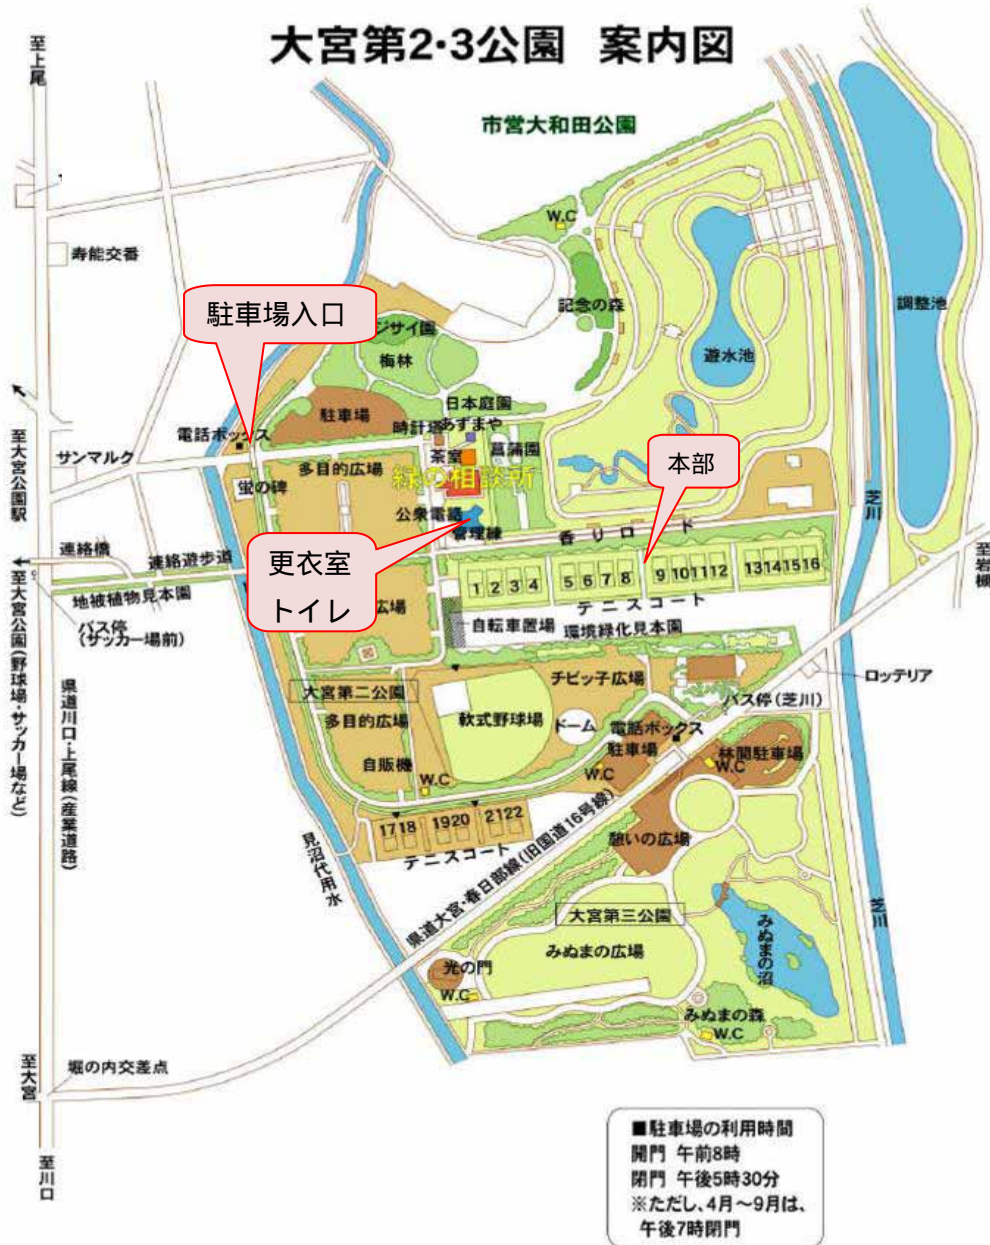 大宮第2・3公園 案内図
至上尾
市営大和田公園
W.C
寿能交番
記念の森
調整池
駐車場入口
ジサイ園
梅林
遊水池
日本庭園
駐車場
時計塔
あずまや
電話ボックス
茶室
菖蒲園
本部
サンマルク
多目的広場
緑の相談所
至大宮公園駅
蛍の碑
公衆電話
管理棟
香りロード
芝川
連絡橋
連絡遊歩道
更衣室
トイレ
至岩槻
1 2 3 4 5 6 7 8 9 10 11 12 13 14 15 16
地被植物見本園
広場
テニスコート
バス停
(サッカー場前)
自転車置場
環境緑化見本園
至大宮公園(野球場・サッカー場など)
県道川口・上尾線(産業道路)
チビッ子広場
ロッテリア
大宮第二公園
多目的広場
軟式野球場
ドーム
電話ボックス
バス停(芝川)
駐車場
林間駐車場
自販機
W.C
W.C
W.C
17 18 19 20 21 22
テニスコート
憩いの広場
見沼代用水
県道大宮・春日部線(旧国道16号線)
大宮第三公園
みぬまの広場
みぬまの沼
芝川
光の門
W.C
みぬまの森
W.C
至大宮
堀の内交差点
至川口
■駐車場の利用時間
開門 午前8時
閉門 午後5時30分
※ただし、4月～9月は、
午後7時閉門